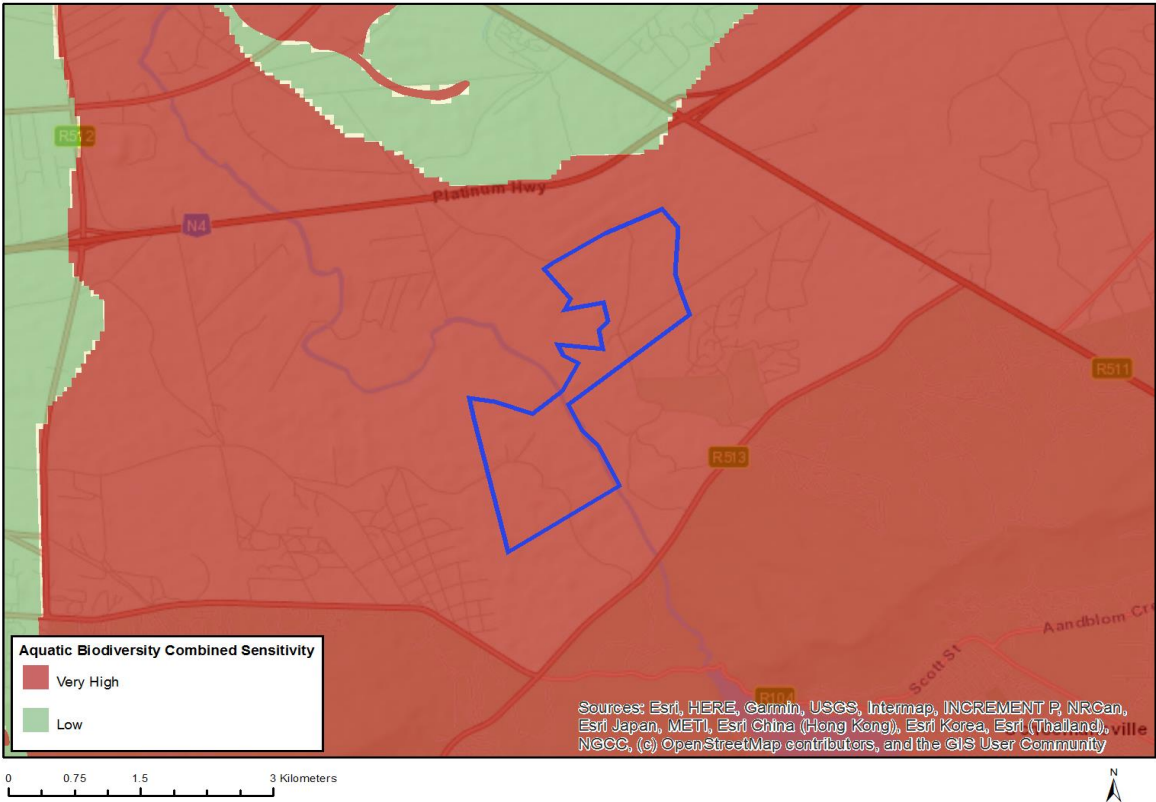 R512
Platinum Hwy
N4
R511
R513
Aandblom Cre
Scott St
R104
Aquatic Biodiversity Combined Sensitivity
Very High
Low
Sources: Esri, HERE, Garmin, USGS, Intermap, INCREMENT P, NRCan,
Esri Japan, METI, Esri China (Hong Kong), Esri Korea, Esri (Thailand),
NGCC, (c) OpenStreetMap contributors, and the GIS User Community
0 0.75 1.5 3 Kilometers
N